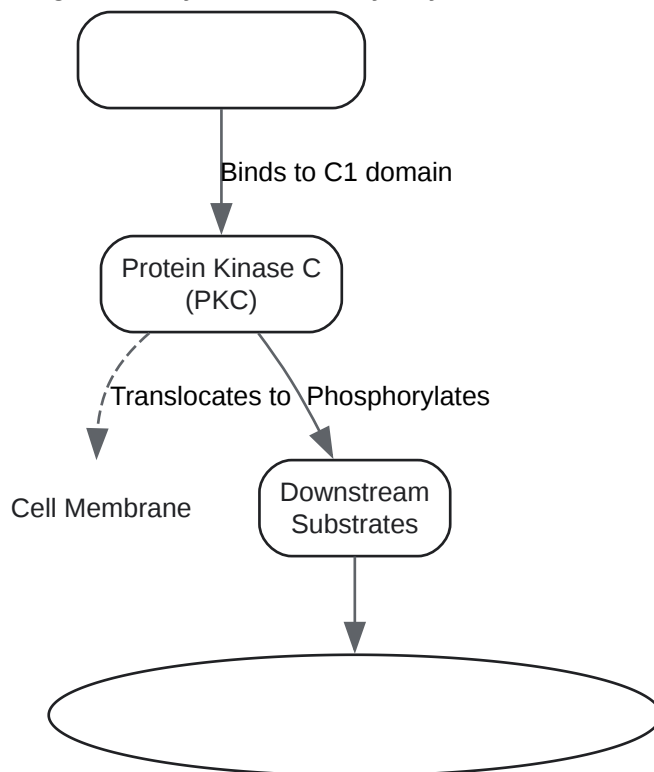 Binds to C1 domain
Protein Kinase C
(PKC)
Translocates to
Phosphorylates
Cell Membrane
Downstream
Substrates